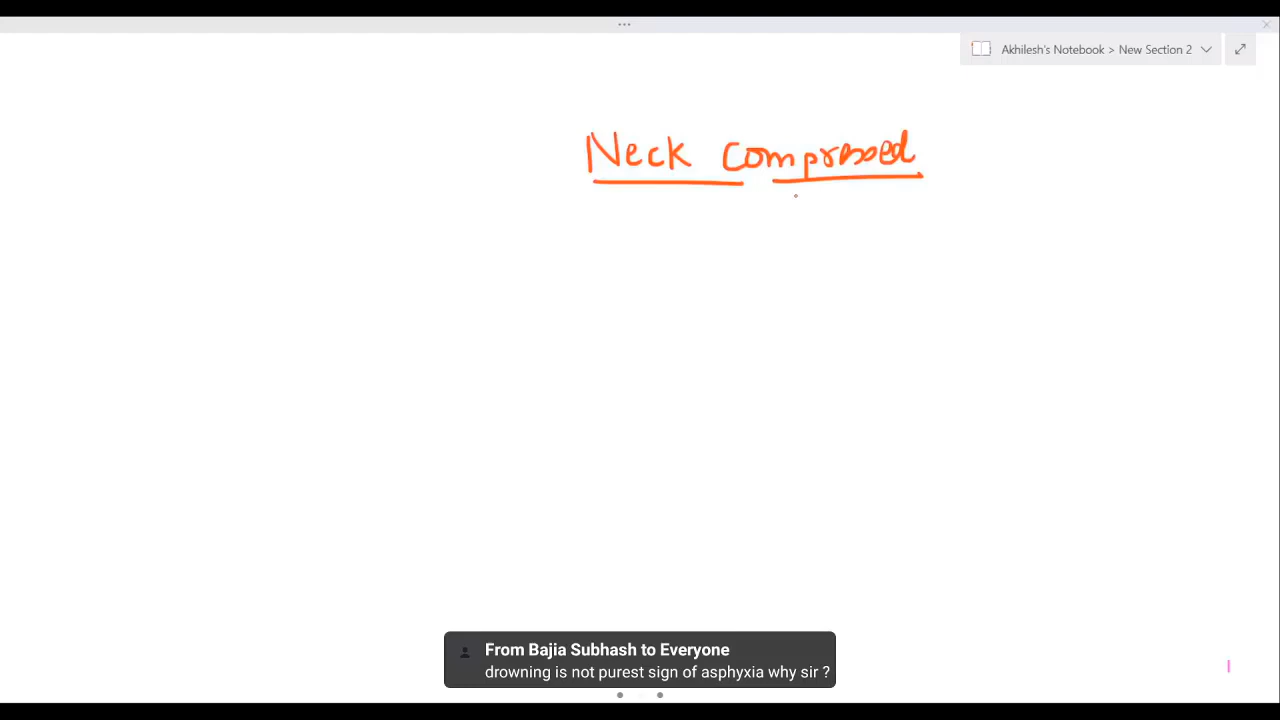 Akhilesh's Notebook > New Section 2
Neck compressed
From Bajia Subhash to Everyone
drowning is not purest sign of asphyxia why sir ?